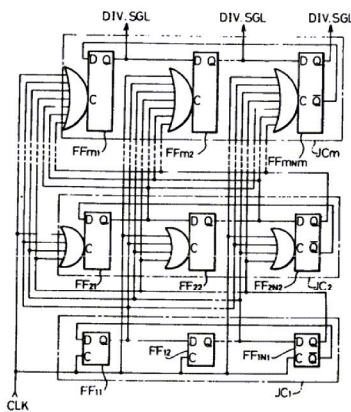 DIV. SGL DIV. SGL DIV. SGL
D Q D Q D Q
C C C Q̅
FFm1 FFm2 FFmNm JCm
D Q D Q D Q
C C C Q̅
FF21 FF22 FF2N2 JC2
D Q D Q D Q
C C C Q̅
FF11 FF12 FF1N1 JC1
CLK